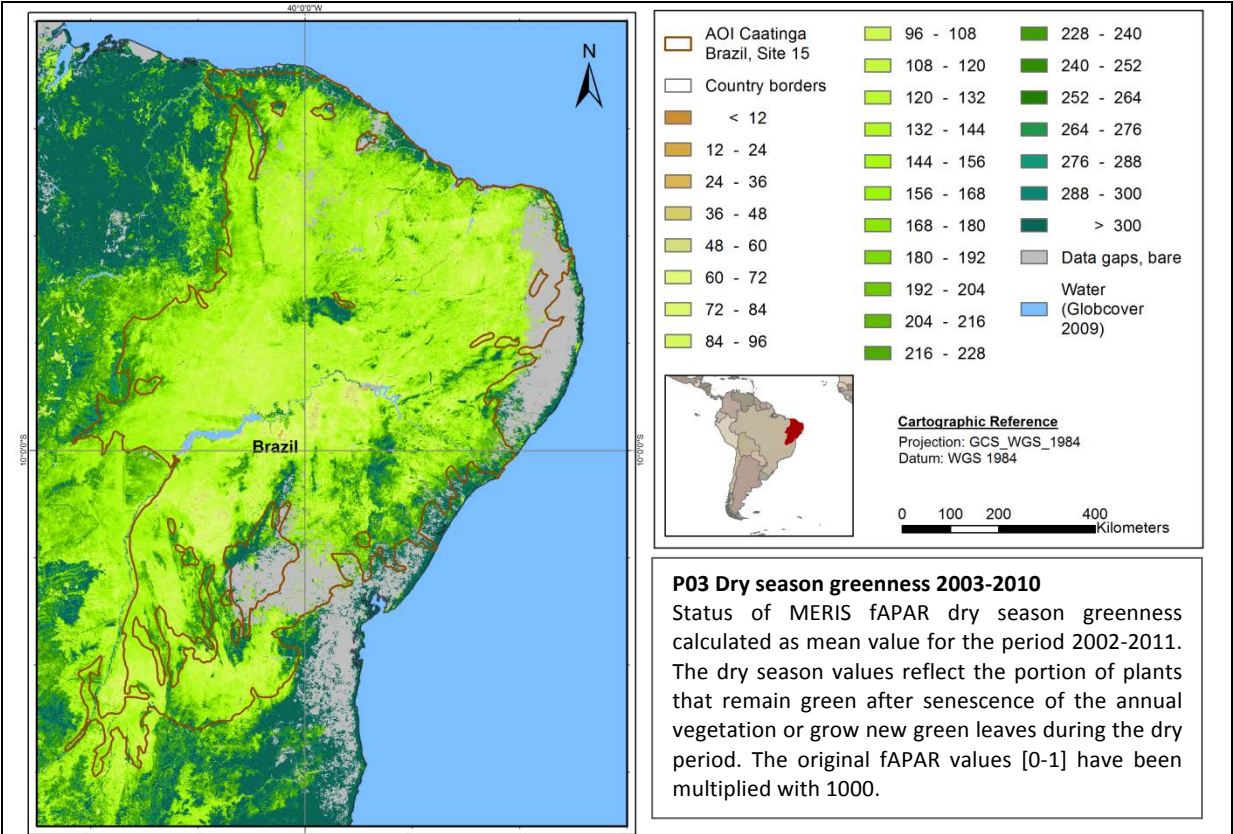 40°0'0"W
N
10°0'0"S
Brazil
10°0'0"S
AOI Caatinga
Brazil, Site 15
Country borders
< 12
12 - 24
24 - 36
36 - 48
48 - 60
60 - 72
72 - 84
84 - 96
96 - 108
108 - 120
120 - 132
132 - 144
144 - 156
156 - 168
168 - 180
180 - 192
192 - 204
204 - 216
216 - 228
228 - 240
240 - 252
252 - 264
264 - 276
276 - 288
288 - 300
> 300
Data gaps, bare
Water
(Globcover
2009)
Cartographic Reference
Projection: GCS_WGS_1984
Datum: WGS 1984
0 100 200 400
Kilometers
P03 Dry season greenness 2003-2010
Status of MERIS fAPAR dry season greenness
calculated as mean value for the period 2002-2011.
The dry season values reflect the portion of plants
that remain green after senescence of the annual
vegetation or grow new green leaves during the dry
period. The original fAPAR values [0-1] have been
multiplied with 1000.